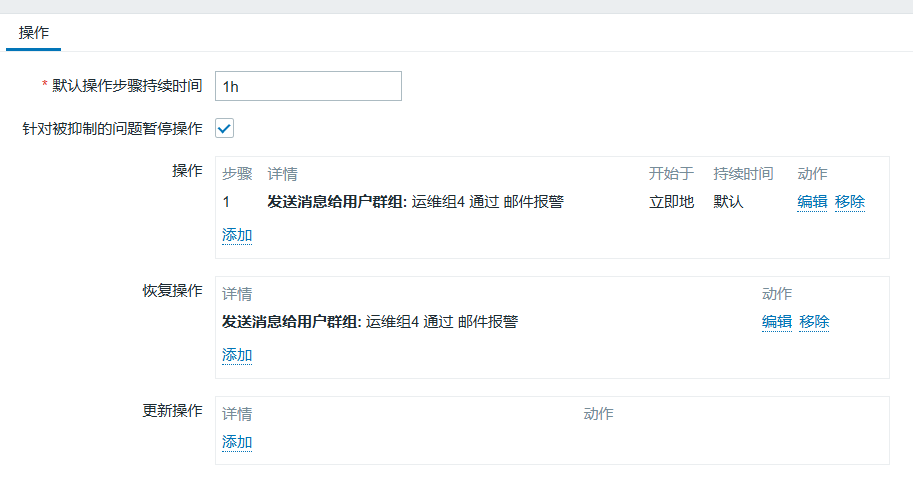 操作
* 默认操作步骤持续时间 1h
针对被抑制的问题暂停操作
操作 步骤 详情 开始于 持续时间 动作
1 发送消息给用户群组: 运维组4 通过 邮件报警 立即地 默认 编辑 移除
添加
恢复操作 详情 动作
发送消息给用户群组: 运维组4 通过 邮件报警 编辑 移除
添加
更新操作 详情 动作
添加